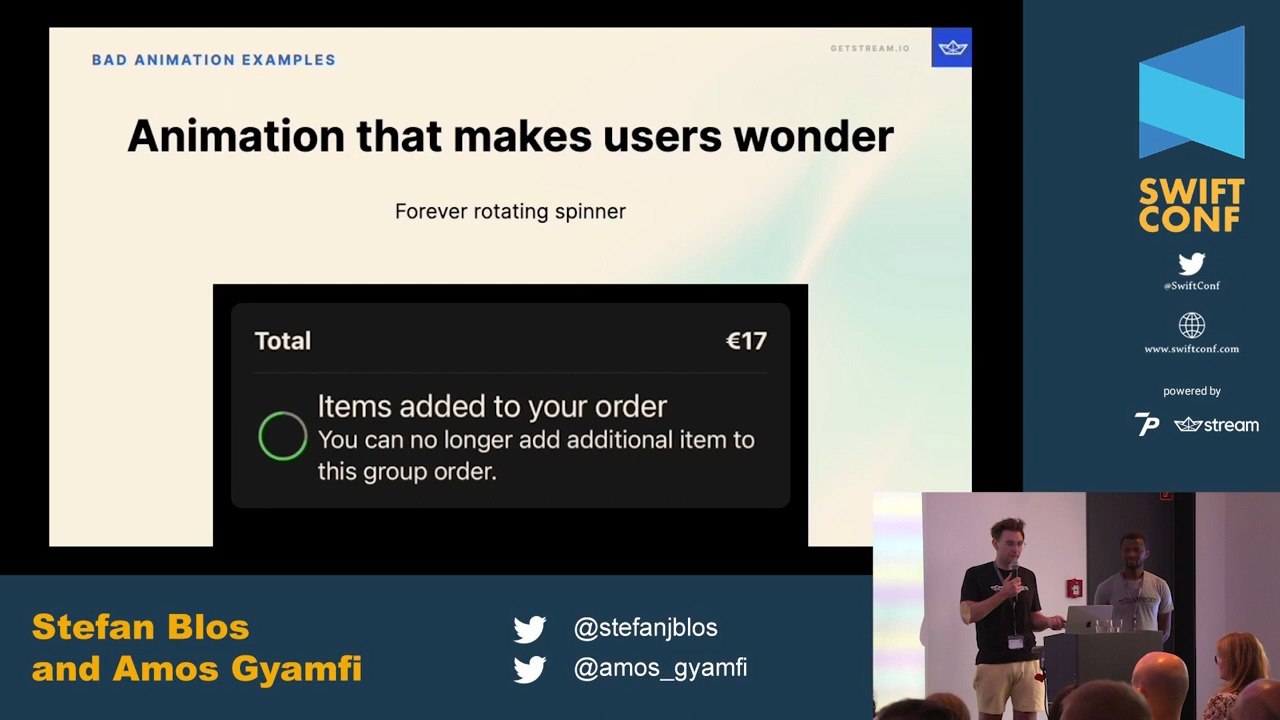 BAD ANIMATION EXAMPLES
GETSTREAM.IO
Animation that makes users wonder
Forever rotating spinner
Total
€17
Items added to your order
You can no longer add additional item to
this group order.
SWIFT
CONF
@SwiftConf
www.swiftconf.com
powered by
7P
stream
Stefan Blos
and Amos Gyamfi
@stefanjblos
@amos_gyamfi